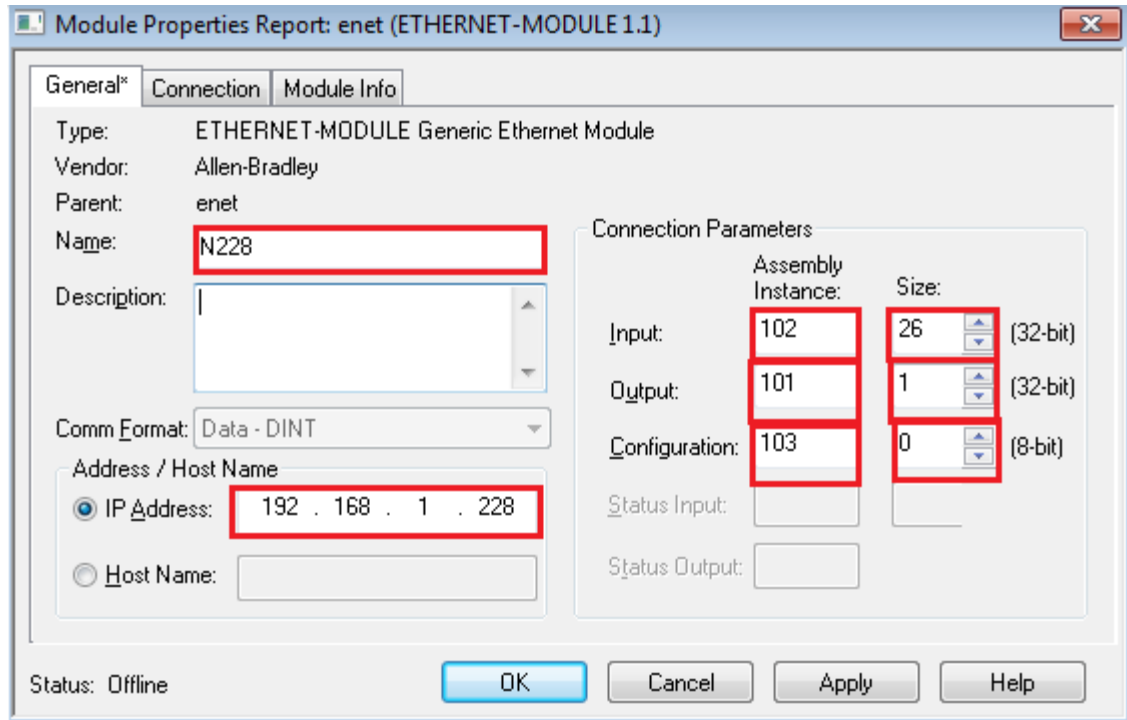 Module Properties Report: enet (ETHERNET-MODULE 1.1)
General* Connection Module Info
Type: ETHERNET-MODULE Generic Ethernet Module
Vendor: Allen-Bradley
Parent: enet
Name: N228
Description:
Comm Format: Data - DINT
Address / Host Name
IP Address: 192 . 168 . 1 . 228
Host Name:
Connection Parameters
Assembly Instance: Size:
Input: 102 26 (32-bit)
Output: 101 1 (32-bit)
Configuration: 103 0 (8-bit)
Status Input:
Status Output:
Status: Offline
OK Cancel Apply Help